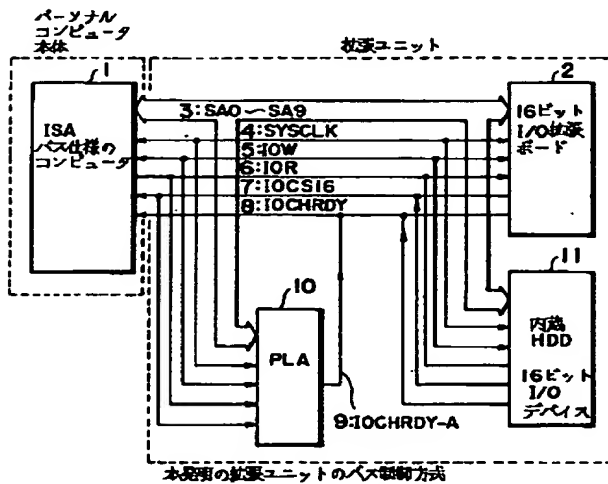 パーソナル
コンピュータ
本体
拡張ユニット
1
2
ISA
バス仕様の
コンピュータ
3:SA0〜SA9
4:SYSCLK
5:IOW
6:IOR
7:IOCS16
8:IOCHRDY
16ビット
I/O拡張
ボード
10
11
PLA
内蔵
HDD
16ビット
I/O
デバイス
9:IOCHRDY-A
本発明の拡張ユニットのバス制御方式